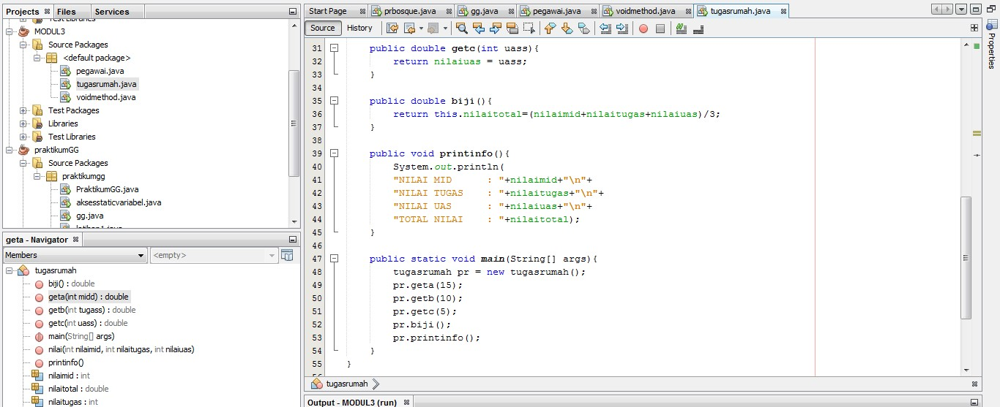 Projects Files Services
Test Libraries
MODUL3
Source Packages
<default package>
pegawai.java
tugasrumah.java
voidmethod.java
Test Packages
Libraries
Test Libraries
praktikumGG
Source Packages
praktikumgg
PraktikumGG.java
aksesstaticvariabel.java
gg.java
latihan1.java
geta - Navigator
Members <empty>
tugasrumah
biji() : double
geta(int midd) : double
getb(int tugass) : double
getc(int uass) : double
main(String[] args)
nilai(int nilaimid, int nilaitugas, int nilaiuas)
printinfo()
nilaimid : int
nilaitotal : double
nilaitugas : int
Start Page prbosque.java gg.java pegawai.java voidmethod.java tugasrumah.java
Source History
31 public double getc(int uass){
32 return nilaiuas = uass;
33 }
34
35 public double biji(){
36 return this.nilaitotal=(nilaimid+nilaitugas+nilaiuas)/3;
37 }
38
39 public void printinfo(){
40 System.out.println(
41 "NILAI MID      : "+nilaimid+"\n"+
42 "NILAI TUGAS    : "+nilaitugas+"\n"+
43 "NILAI UAS      : "+nilaiuas+"\n"+
44 "TOTAL NILAI    : "+nilaitotal);
45 }
46
47 public static void main(String[] args){
48 tugasrumah pr = new tugasrumah();
49 pr.geta(15);
50 pr.getb(10);
51 pr.getc(5);
52 pr.biji();
53 pr.printinfo();
54 }
55 }
tugasrumah
Output - MODUL3 (run)
Properties